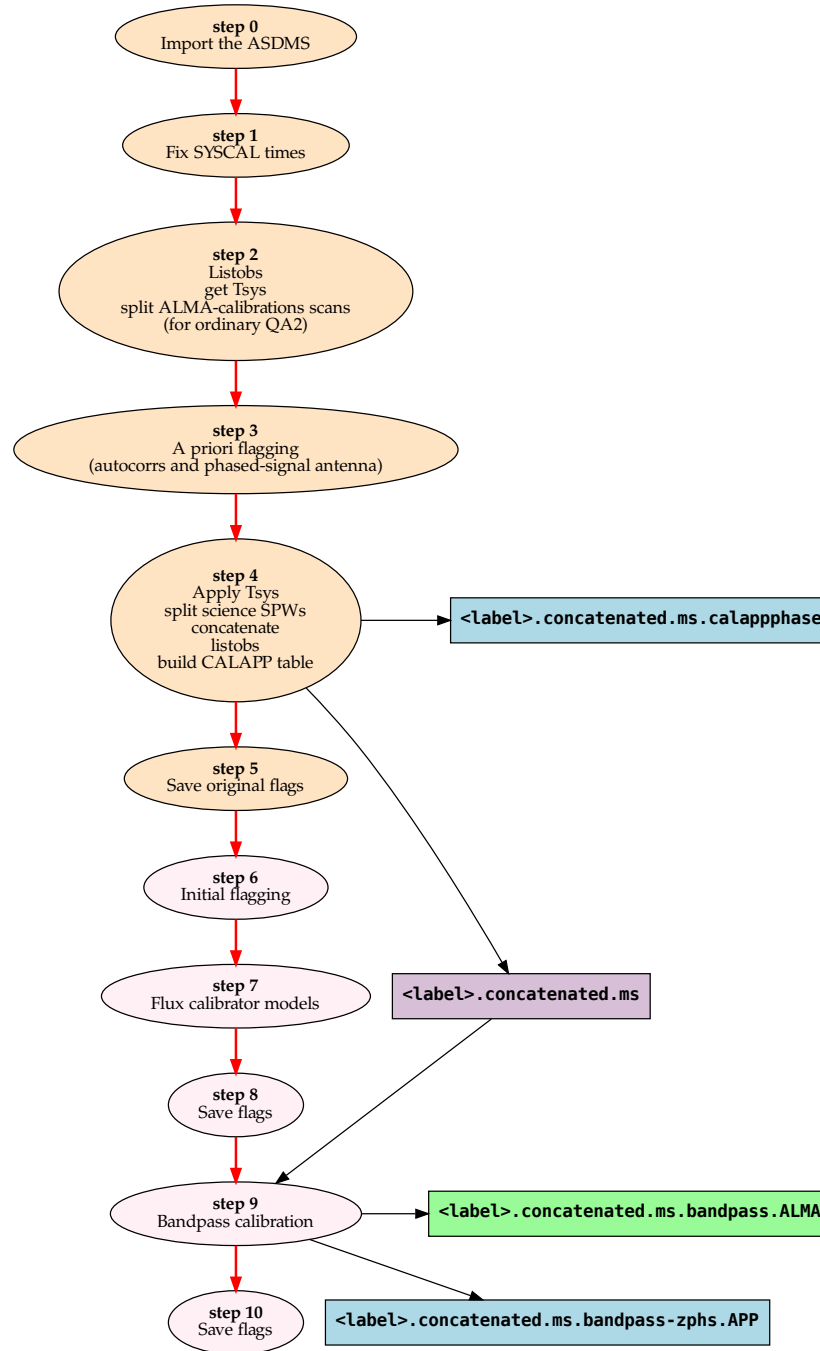 step 0
Import the ASDMS
step 1
Fix SYSCAL times
step 2
Listobs
get Tsys
split ALMA-calibrations scans
(for ordinary QA2)
step 3
A priori flagging
(autocorrs and phased-signal antenna)
step 4
Apply Tsys
split science SPWs
concatenate
listobs
build CALAPP table
<label>.concatenated.ms.calappphase
step 5
Save original flags
step 6
Initial flagging
step 7
Flux calibrator models
<label>.concatenated.ms
step 8
Save flags
step 9
Bandpass calibration
<label>.concatenated.ms.bandpass.ALMA
step 10
Save flags
<label>.concatenated.ms.bandpass-zphs.APP